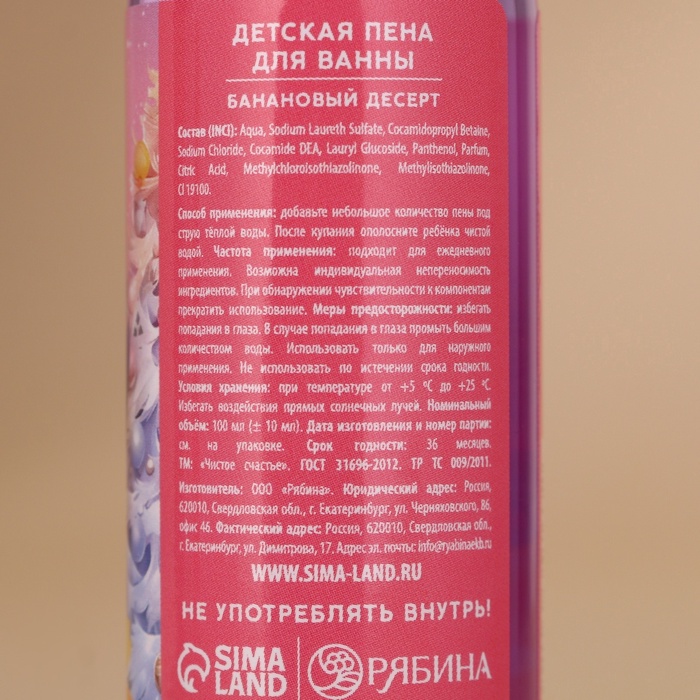 ДЕТСКАЯ ПЕНА
ДЛЯ ВАННЫ
БАНАНОВЫЙ ДЕСЕРТ
Состав (INCI): Aqua, Sodium Laureth Sulfate, Cocamidopropyl Betaine,
Sodium Chloride, Cocamide DEA, Lauryl Glucoside, Panthenol, Parfum,
Citric Acid, Methylchloroisothiazolinone, Methylisothiazolinone,
CI 19100.
Способ применения: добавьте небольшое количество пены под
струю тёплой воды. После купания ополосните ребёнка чистой
водой. Частота применения: подходит для ежедневного
применения. Возможна индивидуальная непереносимость
ингредиентов. При обнаружении чувствительности к компонентам
прекратить использование. Меры предосторожности: избегать
попадания в глаза. В случае попадания в глаза промыть большим
количеством воды. Использовать только для наружного
применения. Не использовать по истечении срока годности.
Условия хранения: при температуре от +5 ºC до +25 ºC.
Избегать воздействия прямых солнечных лучей. Номинальный
объём: 100 мл (± 10 мл). Дата изготовления и номер партии:
см. на упаковке. Срок годности: 36 месяцев.
ТМ: «Чистое счастье». ГОСТ 31696-2012. ТР ТС 009/2011.
Изготовитель: ООО «Рябина». Юридический адрес: Россия,
620010, Свердловская обл., г. Екатеринбург, ул. Черняховского, 86,
офис 46. Фактический адрес: Россия, 620010, Свердловская обл.,
г. Екатеринбург, ул. Димитрова, 17. Адрес эл. почты: info@ryabinaekb.ru
WWW.SIMA-LAND.RU
НЕ УПОТРЕБЛЯТЬ ВНУТРЬ!
SIMA
LAND
РЯБИНА